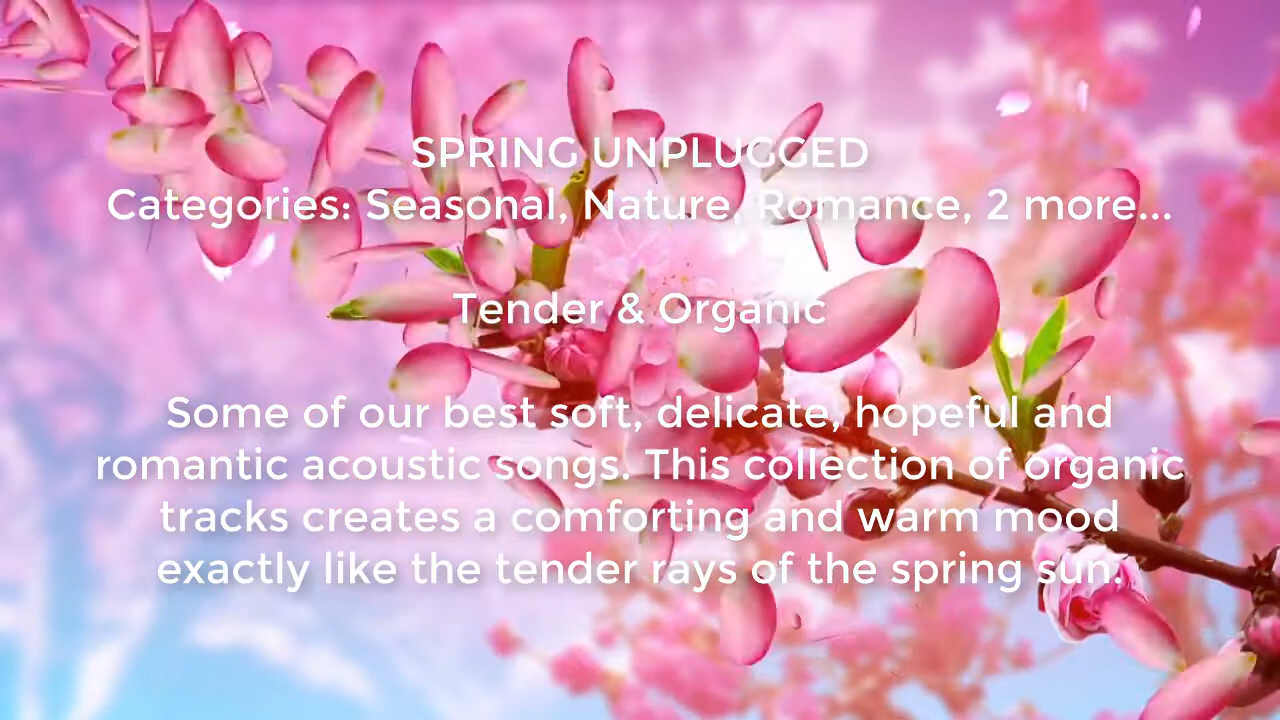 SPRING UNPLUGGED
Categories: Seasonal, Nature, Romance, 2 more...
Tender & Organic
Some of our best soft, delicate, hopeful and
romantic acoustic songs. This collection of organic
tracks creates a comforting and warm mood
exactly like the tender rays of the spring sun.